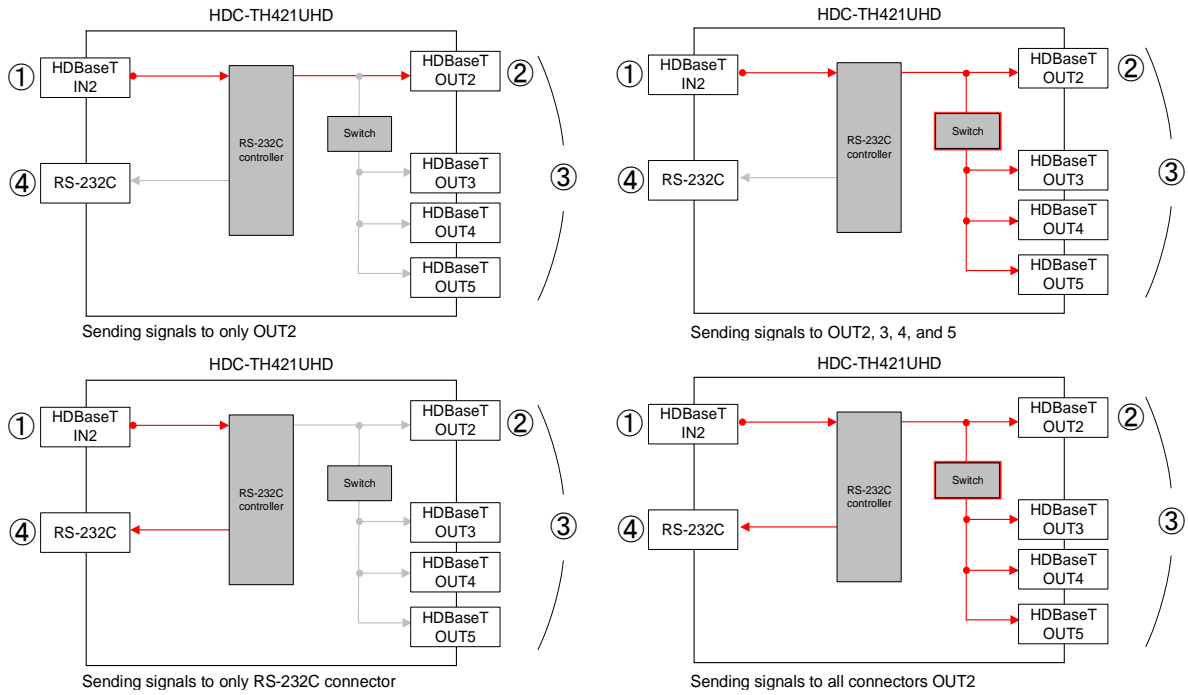 HDC-TH421UHD
①
HDBaseT
IN2
HDBaseT
OUT2
②
RS-232C
controller
Switch
④
RS-232C
HDBaseT
OUT3
③
HDBaseT
OUT4
HDBaseT
OUT5
Sending signals to only OUT2
HDC-TH421UHD
①
HDBaseT
IN2
HDBaseT
OUT2
②
RS-232C
controller
Switch
④
RS-232C
HDBaseT
OUT3
③
HDBaseT
OUT4
HDBaseT
OUT5
Sending signals to OUT2, 3, 4, and 5
HDC-TH421UHD
①
HDBaseT
IN2
HDBaseT
OUT2
②
RS-232C
controller
Switch
④
RS-232C
HDBaseT
OUT3
③
HDBaseT
OUT4
HDBaseT
OUT5
Sending signals to only RS-232C connector
HDC-TH421UHD
①
HDBaseT
IN2
HDBaseT
OUT2
②
RS-232C
controller
Switch
④
RS-232C
HDBaseT
OUT3
③
HDBaseT
OUT4
HDBaseT
OUT5
Sending signals to all connectors OUT2